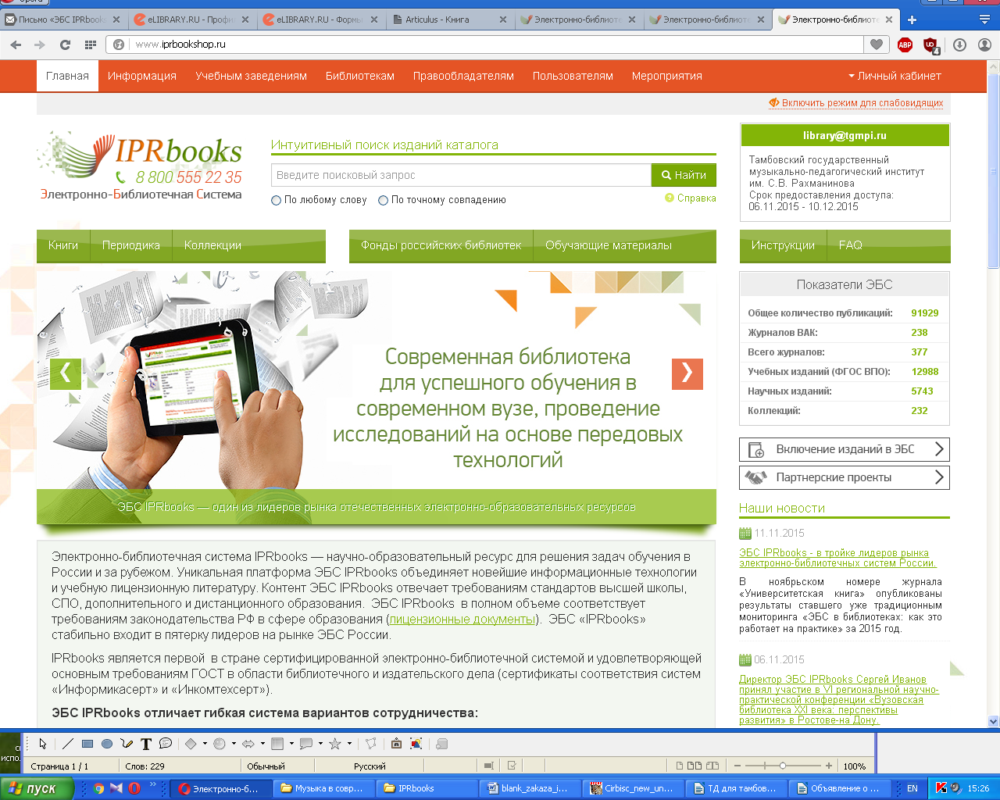 Письмо «ЭБС IPRbook
eLIBRARY.RU - Профи
eLIBRARY.RU - Формы
Articulus - Книга
Электронно-библиот
Электронно-библиот
Электронно-библиоте
www.iprbookshop.ru
Главная
Информация
Учебным заведениям
Библиотекам
Правообладателям
Пользователям
Мероприятия
Личный кабинет
Включить режим для слабовидящих
IPRbooks
8 800 555 22 35
Электронно-Библиотечная Система
Интуитивный поиск изданий каталога
Введите поисковый запрос
Найти
По любому слову
По точному совпадению
Справка
library@tgmpi.ru
Тамбовский государственный
музыкально-педагогический институт
им. С.В. Рахманинова
Срок предоставления доступа:
06.11.2015 - 10.12.2015
Книги
Периодика
Коллекции
Фонды российских библиотек
Обучающие материалы
Инструкции
FAQ
Современная библиотека
для успешного обучения в
современном вузе, проведение
исследований на основе передовых
технологий
ЭБС IPRbooks — один из лидеров рынка отечественных электронно-образовательных ресурсов
Показатели ЭБС
Общее количество публикаций: 91929
Журналов ВАК: 238
Всего журналов: 377
Учебных изданий (ФГОС ВПО): 12988
Научных изданий: 5743
Коллекций: 232
Включение изданий в ЭБС
Партнерские проекты
Наши новости
11.11.2015
ЭБС IPRbooks - в тройке лидеров рынка
электронно-библиотечных систем России.
В ноябрьском номере журнала
«Университетская книга» опубликованы
результаты ставшего уже традиционным
мониторинга «ЭБС в библиотеках: как это
работает на практике» за 2015 год.
06.11.2015
Директор ЭБС IPRbooks Сергей Иванов
принял участие в VI региональной научно-
практической конференции «Вузовская
библиотека XXI века: перспективы
развития» в Ростове-на Дону.
Электронно-библиотечная система IPRbooks — научно-образовательный ресурс для решения задач обучения в
России и за рубежом. Уникальная платформа ЭБС IPRbooks объединяет новейшие информационные технологии
и учебную лицензионную литературу. Контент ЭБС IPRbooks отвечает требованиям стандартов высшей школы,
СПО, дополнительного и дистанционного образования. ЭБС IPRbooks в полном объеме соответствует
требованиям законодательства РФ в сфере образования (лицензионные документы). ЭБС «IPRbooks»
стабильно входит в пятерку лидеров на рынке ЭБС России.
IPRbooks является первой в стране сертифицированной электронно-библиотечной системой и удовлетворяющей
основным требованиям ГОСТ в области библиотечного и издательского дела (сертификаты соответствия систем
«Информикасерт» и «Инкомтехсерт»).
ЭБС IPRbooks отличает гибкая система вариантов сотрудничества:
Страница 1 / 1
Слов: 229
Обычный
Русский
100%
пуск
Электронно-б...
Музыка в совр...
IPRbooks
blank_zakaza_i...
Cirbisc_new_un...
ТД для тамбов...
Объявление о ...
EN
15:26